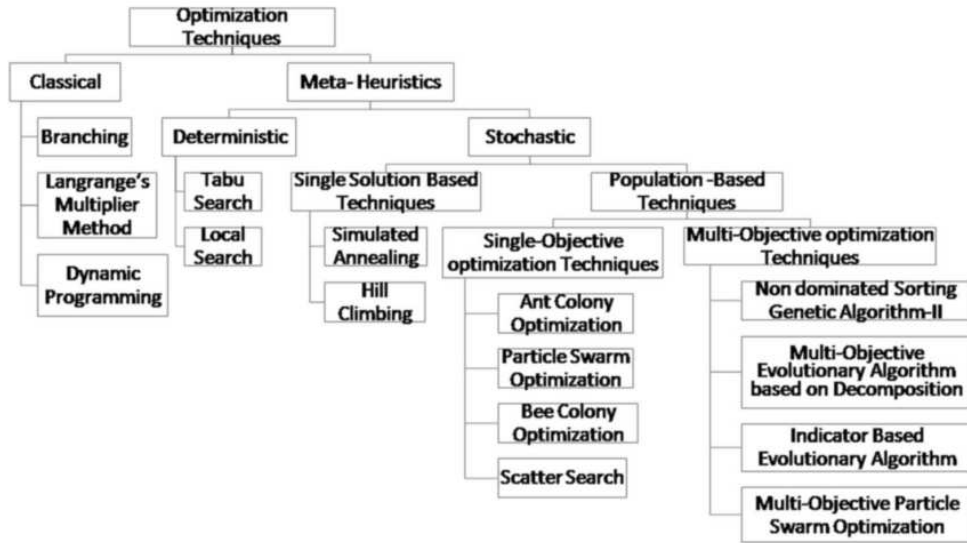 Optimization
Techniques
Classical
Meta- Heuristics
Branching
Deterministic
Stochastic
Langrange's
Multiplier
Method
Tabu
Search
Single Solution Based
Techniques
Population -Based
Techniques
Dynamic
Programming
Local
Search
Simulated
Annealing
Hill
Climbing
Single-Objective
optimization Techniques
Multi-Objective optimization
Techniques
Ant Colony
Optimization
Particle Swarm
Optimization
Bee Colony
Optimization
Scatter Search
Non dominated Sorting
Genetic Algorithm-II
Multi-Objective
Evolutionary Algorithm
based on Decomposition
Indicator Based
Evolutionary Algorithm
Multi-Objective Particle
Swarm Optimization